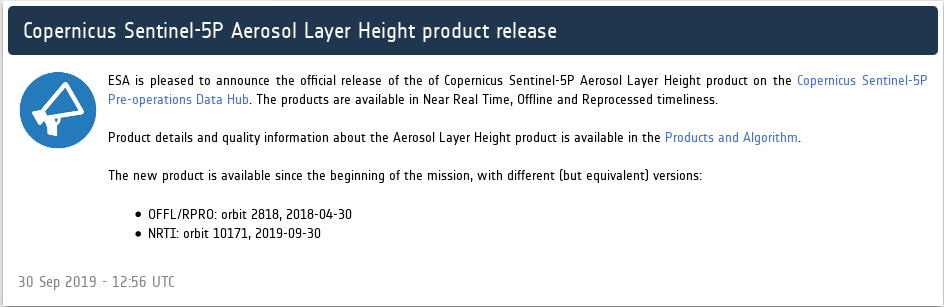 Copernicus Sentinel-5P Aerosol Layer Height product release
ESA is pleased to announce the official release of the of Copernicus Sentinel-5P Aerosol Layer Height product on the Copernicus Sentinel-5P
Pre-operations Data Hub. The products are available in Near Real Time, Offline and Reprocessed timeliness.
Product details and quality information about the Aerosol Layer Height product is available in the Products and Algorithm.
The new product is available since the beginning of the mission, with different (but equivalent) versions:
● OFFL/RPRO: orbit 2818, 2018-04-30
● NRTI: orbit 10171, 2019-09-30
30 Sep 2019 - 12:56 UTC